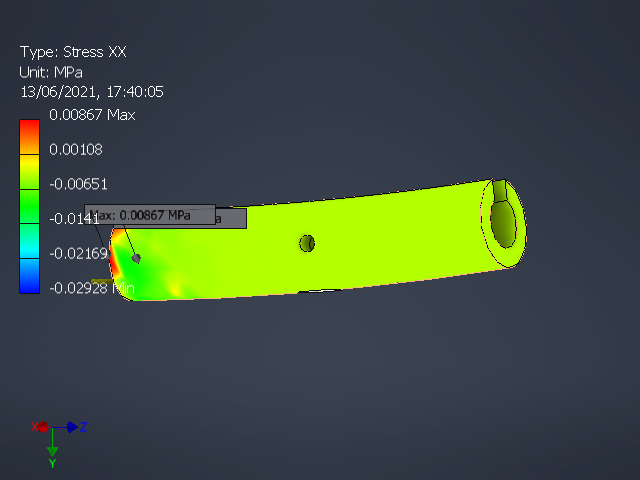 Type: Stress XX
Unit: MPa
13/06/2021, 17:40:05
0.00867 Max
0.00108
-0.00651
-0.0141
ax: 0.00867 MPa
a
-0.02169
-0.02928 Min
X
Z
Y